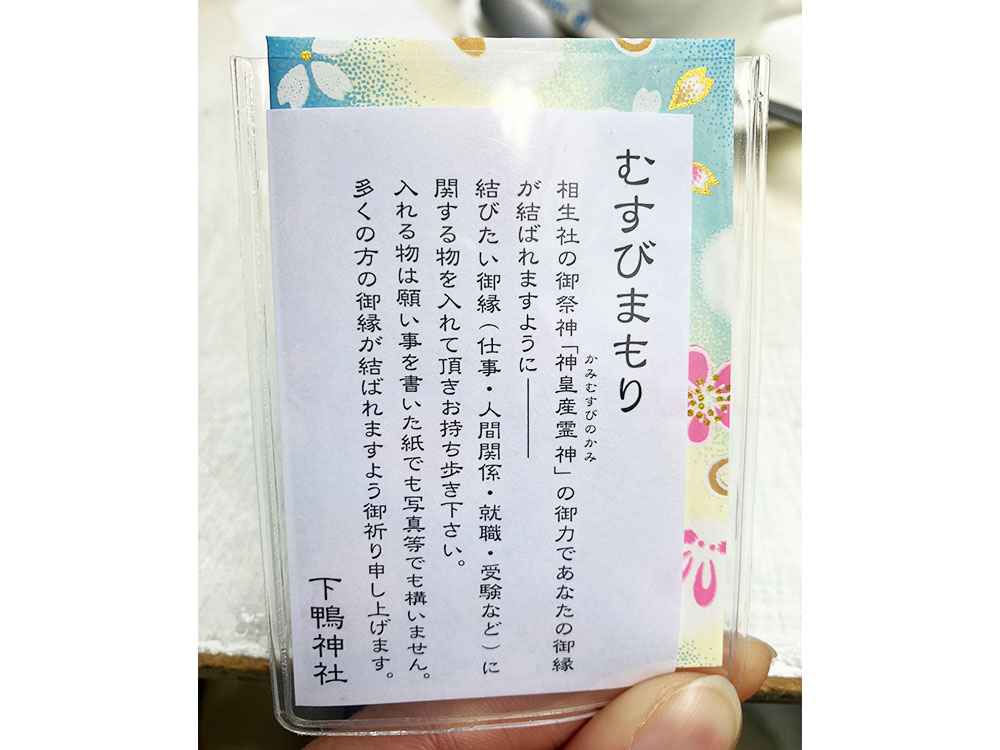 むすびまもり
相生社の御祭神「神皇産霊神」の御力であなたの御縁
かみむすびのかみ
が結ばれますように――――
結びたい御縁（仕事・人間関係・就職・受験など）に
関する物を入れて頂きお持ち歩き下さい。
入れる物は願い事を書いた紙でも写真等でも構いません。
多くの方の御縁が結ばれますよう御祈り申し上げます。
下鴨神社